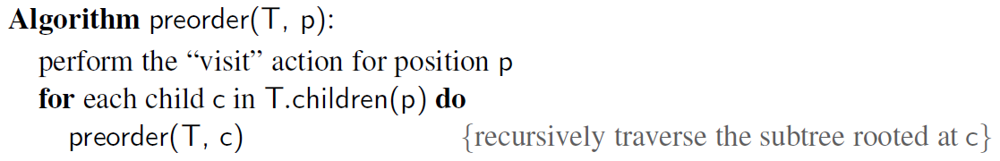 Algorithm preorder(T, p):
perform the “visit” action for position p
for each child c in T.children(p) do
preorder(T, c) {recursively traverse the subtree rooted at c}